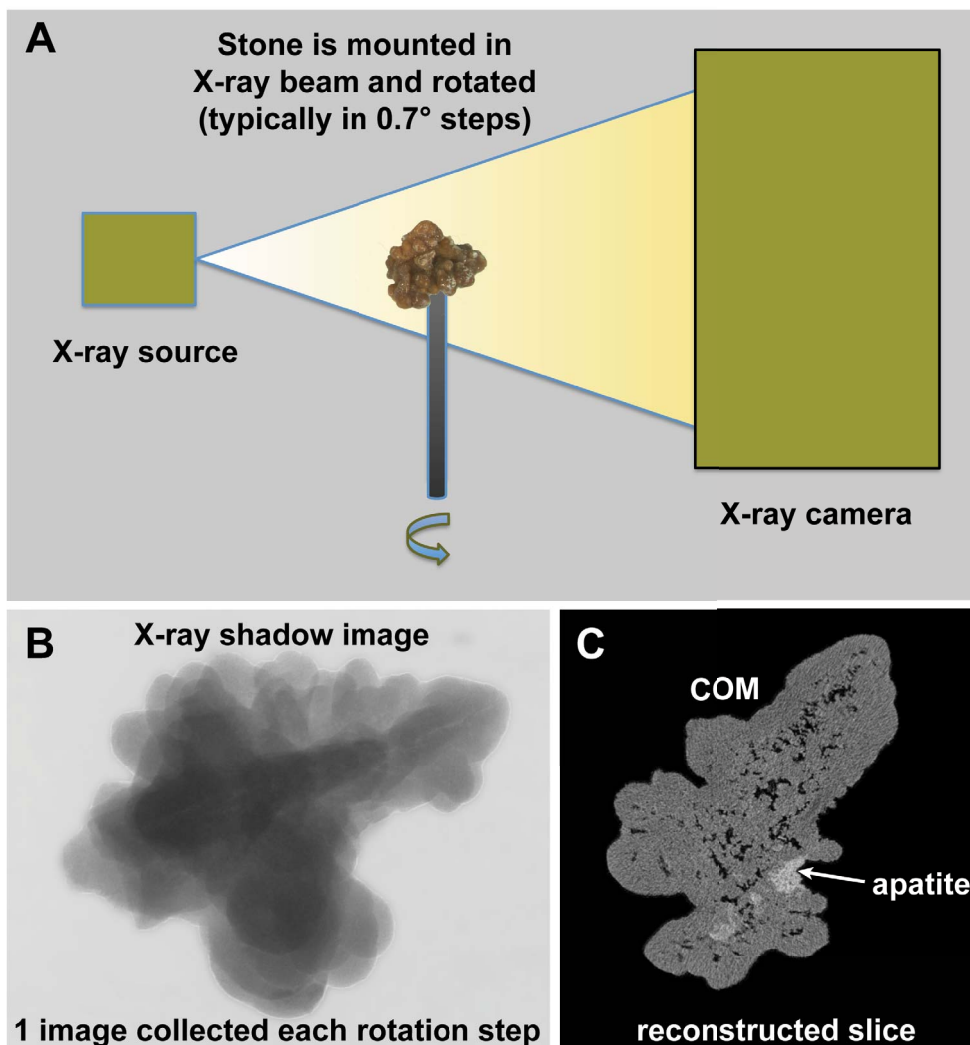 A
Stone is mounted in
X-ray beam and rotated
(typically in 0.7° steps)
X-ray source
X-ray camera
B
X-ray shadow image
1 image collected each rotation step
C
COM
apatite
reconstructed slice